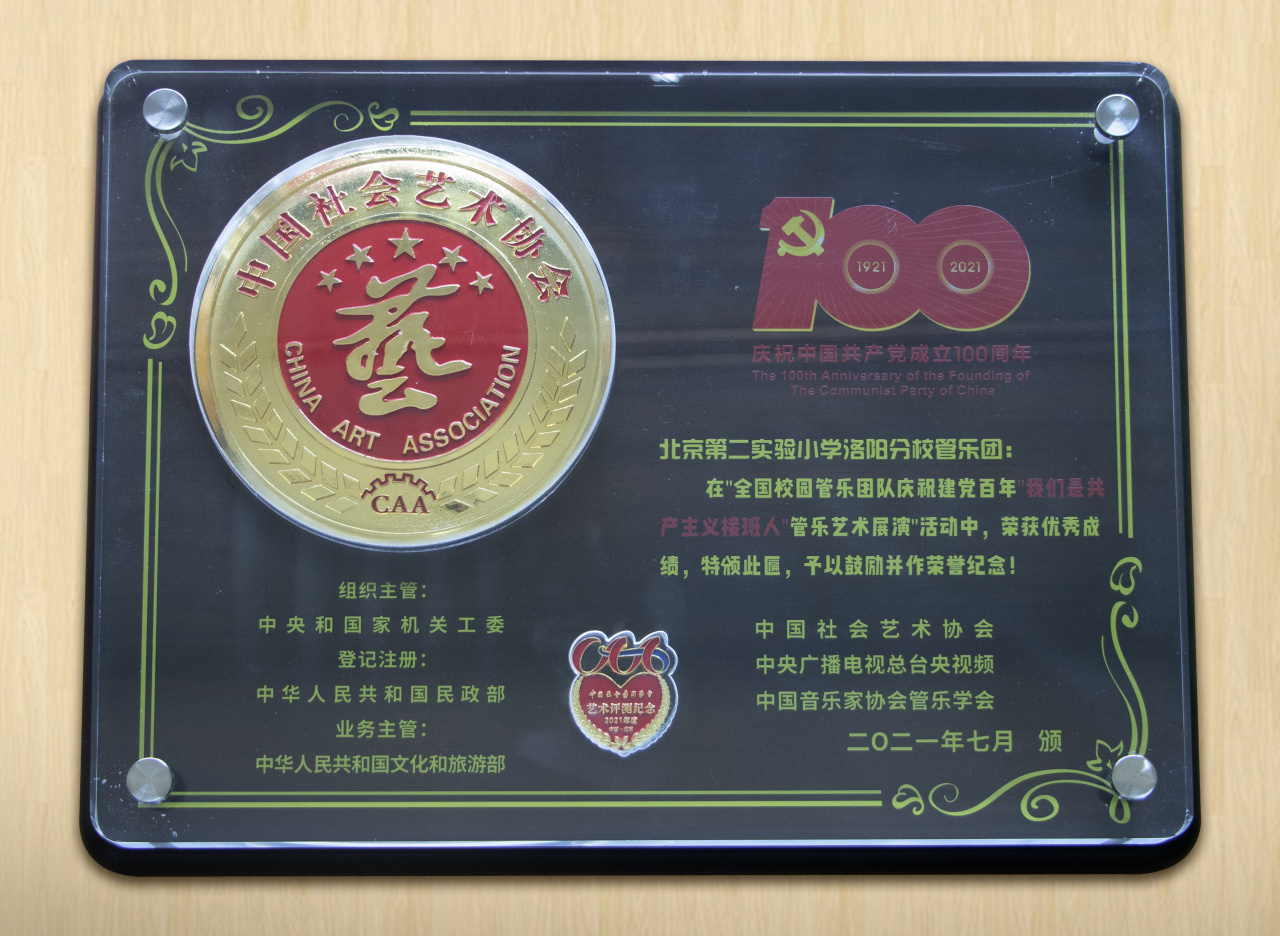 中国社会艺术协会
藝
CHINA ART ASSOCIATION
CAA
100
1921
2021
庆祝中国共产党成立100周年
The 100th Anniversary of the Founding of
The Communist Party of China
北京第二实验小学洛阳分校管乐团：
在"全国校园管乐团队庆祝建党百年"我们是共
产主义接班人"管乐艺术展演"活动中，荣获优秀成
绩，特颁此匾，予以鼓励并作荣誉纪念！
组织主管：
中央和国家机关工委
登记注册：
中华人民共和国民政部
业务主管：
中华人民共和国文化和旅游部
中国社会艺术协会
艺术评测纪念
2021年度
中国社会艺术协会
中央广播电视总台央视频
中国音乐家协会管乐学会
二〇二一年七月 颁